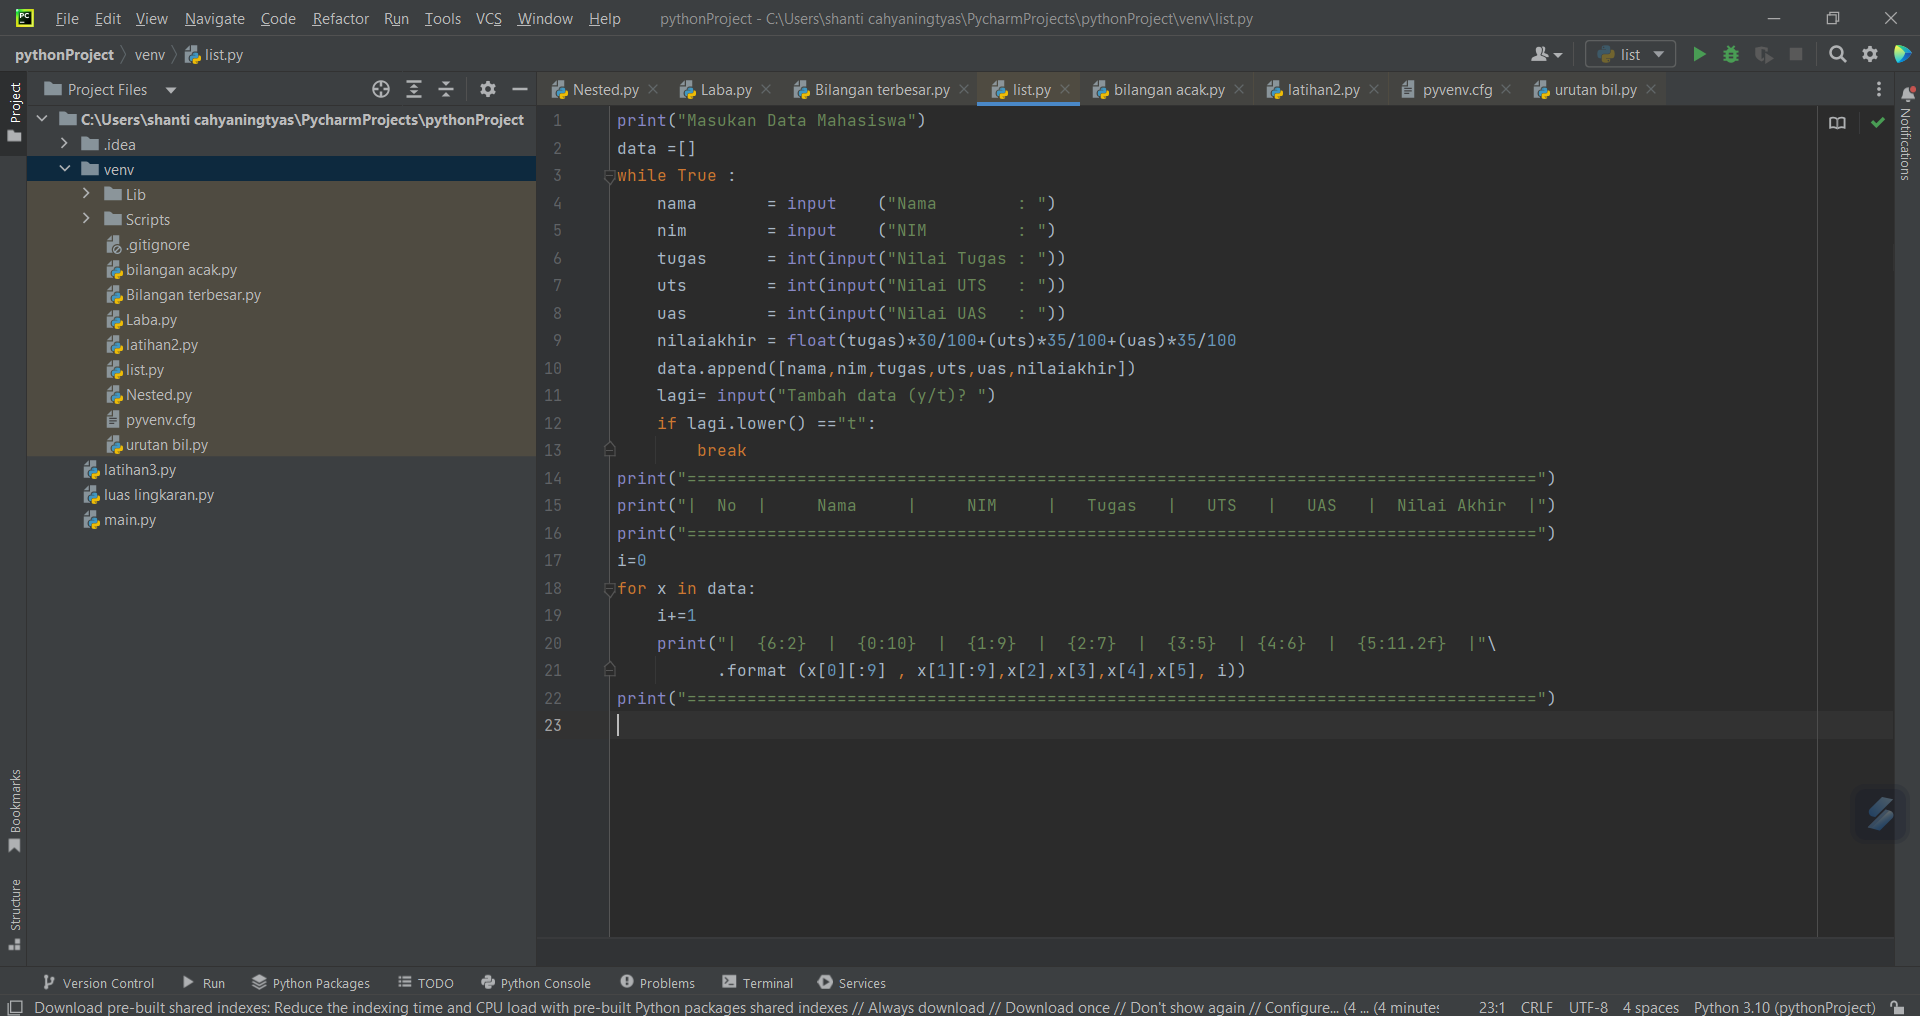 File Edit View Navigate Code Refactor Run Tools VCS Window Help pythonProject - C:\Users\shanti cahyaningtyas\PycharmProjects\pythonProject\venv\list.py
pythonProject venv list.py list
Project
Project Files
Nested.py Laba.py Bilangan terbesar.py list.py bilangan acak.py latihan2.py pyvenv.cfg urutan bil.py
Notifications
C:\Users\shanti cahyaningtyas\PycharmProjects\pythonProject
.idea
venv
Lib
Scripts
.gitignore
bilangan acak.py
Bilangan terbesar.py
Laba.py
latihan2.py
list.py
Nested.py
pyvenv.cfg
urutan bil.py
latihan3.py
luas lingkaran.py
main.py
1 print("Masukan Data Mahasiswa")
2 data =[]
3 while True :
4     nama       = input    ("Nama        : ")
5     nim        = input    ("NIM         : ")
6     tugas      = int(input("Nilai Tugas : "))
7     uts        = int(input("Nilai UTS   : "))
8     uas        = int(input("Nilai UAS   : "))
9     nilaiakhir = float(tugas)*30/100+(uts)*35/100+(uas)*35/100
10     data.append([nama,nim,tugas,uts,uas,nilaiakhir])
11     lagi= input("Tambah data (y/t)? ")
12     if lagi.lower() =="t":
13         break
14 print("=====================================================================================")
15 print("|  No  |     Nama     |     NIM     |   Tugas   |   UTS   |   UAS   |  Nilai Akhir  |")
16 print("=====================================================================================")
17 i=0
18 for x in data:
19     i+=1
20     print("|  {6:2}  |  {0:10}  |  {1:9}  |  {2:7}  |  {3:5}  | {4:6}  |  {5:11.2f}  |"\
21           .format (x[0][:9] , x[1][:9],x[2],x[3],x[4],x[5], i))
22 print("=====================================================================================")
23
Bookmarks
Structure
Version Control Run Python Packages TODO Python Console Problems Terminal Services
Download pre-built shared indexes: Reduce the indexing time and CPU load with pre-built Python packages shared indexes // Always download // Download once // Don't show again // Configure... (4 ... (4 minutes 23:1 CRLF UTF-8 4 spaces Python 3.10 (pythonProject)